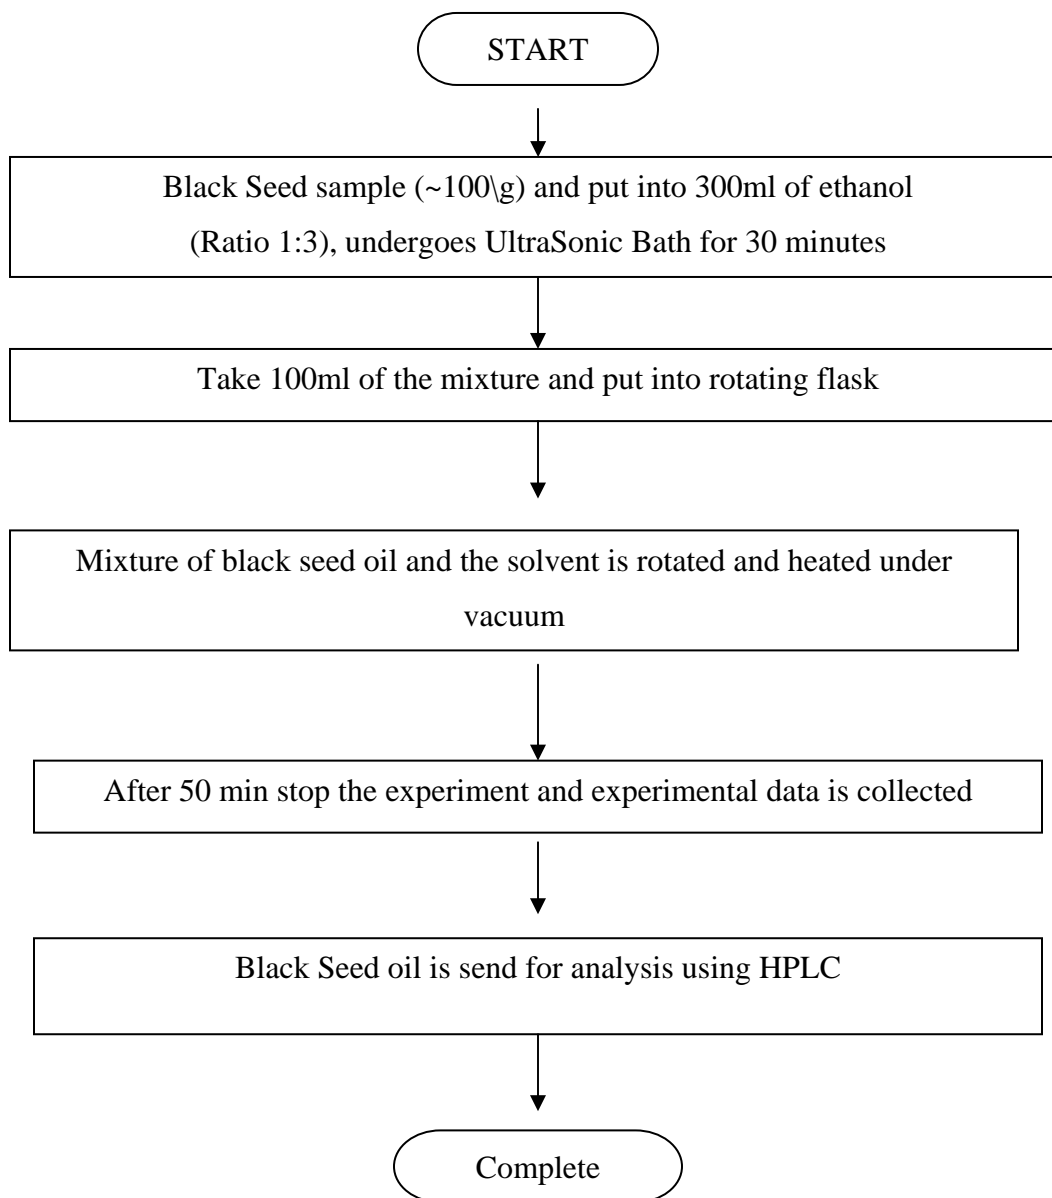 START
Black Seed sample (~100\g) and put into 300ml of ethanol
(Ratio 1:3), undergoes UltraSonic Bath for 30 minutes
Take 100ml of the mixture and put into rotating flask
Mixture of black seed oil and the solvent is rotated and heated under
vacuum
After 50 min stop the experiment and experimental data is collected
Black Seed oil is send for analysis using HPLC
Complete